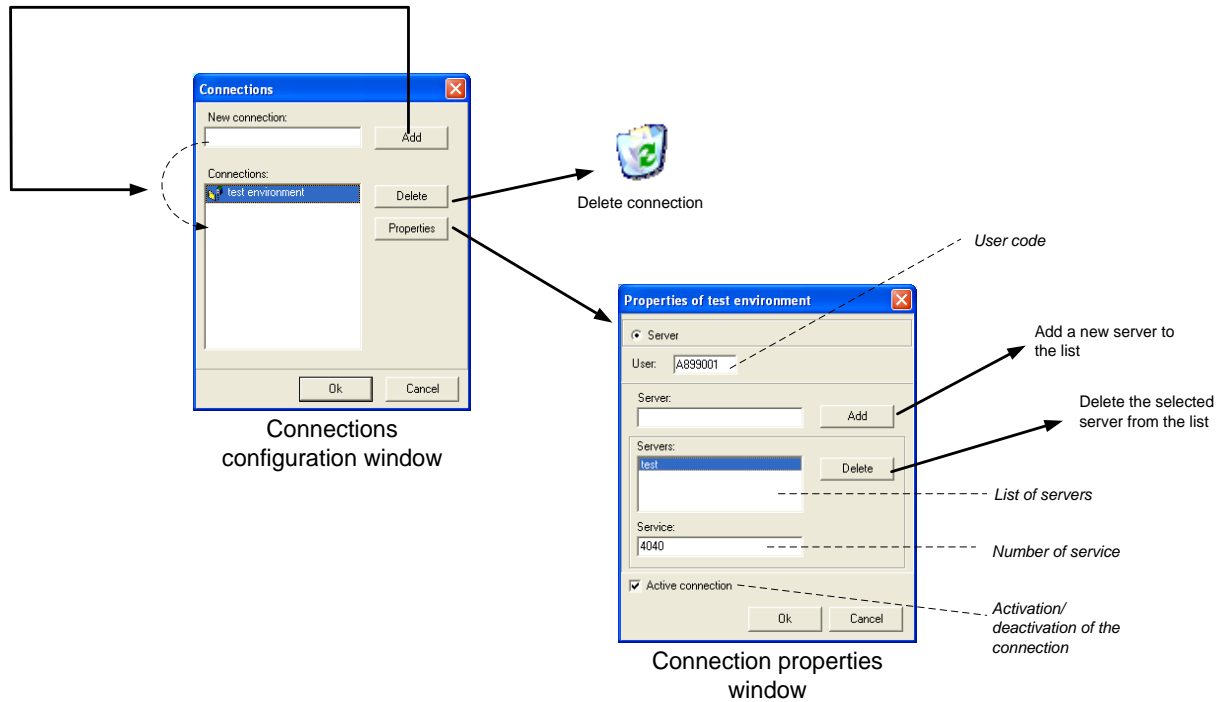 Connections
New connection:
Add
Connections:
test environment
Delete
Properties
Ok
Cancel
Connections
configuration window
Delete connection
User code
Properties of test environment
Server
User:
A899001
Server:
Add
Servers:
test
Delete
Service:
4040
Active connection
Ok
Cancel
Add a new server to
the list
Delete the selected
server from the list
List of servers
Number of service
Activation/
deactivation of the
connection
Connection properties
window